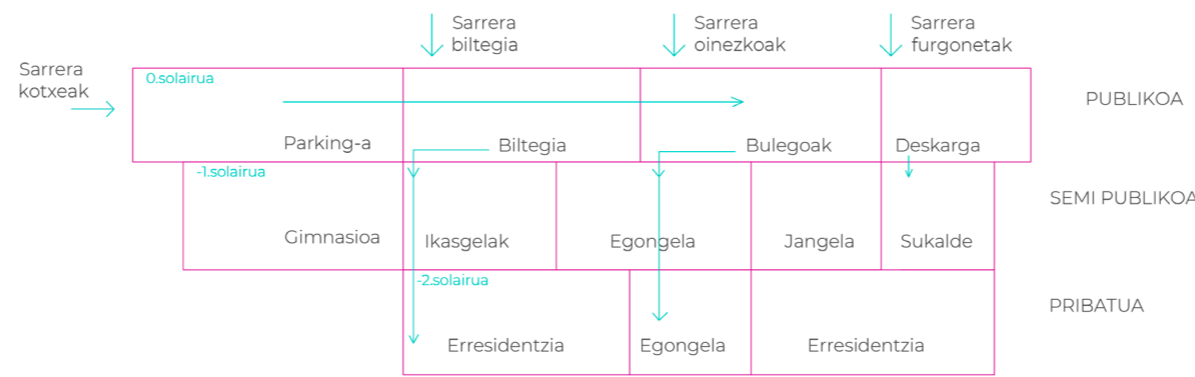 Sarrera
biltegia
Sarrera
oinezkoak
Sarrera
furgonetak
Sarrera
kotxeak
0.solairua
PUBLIKOA
Parking-a
Biltegia
Bulegoak
Deskarga
-1.solairua
SEMI PUBLIKOA
Gimnasioa
Ikasgelak
Egongela
Jangela
Sukalde
-2.solairua
PRIBATUA
Erresidentzia
Egongela
Erresidentzia